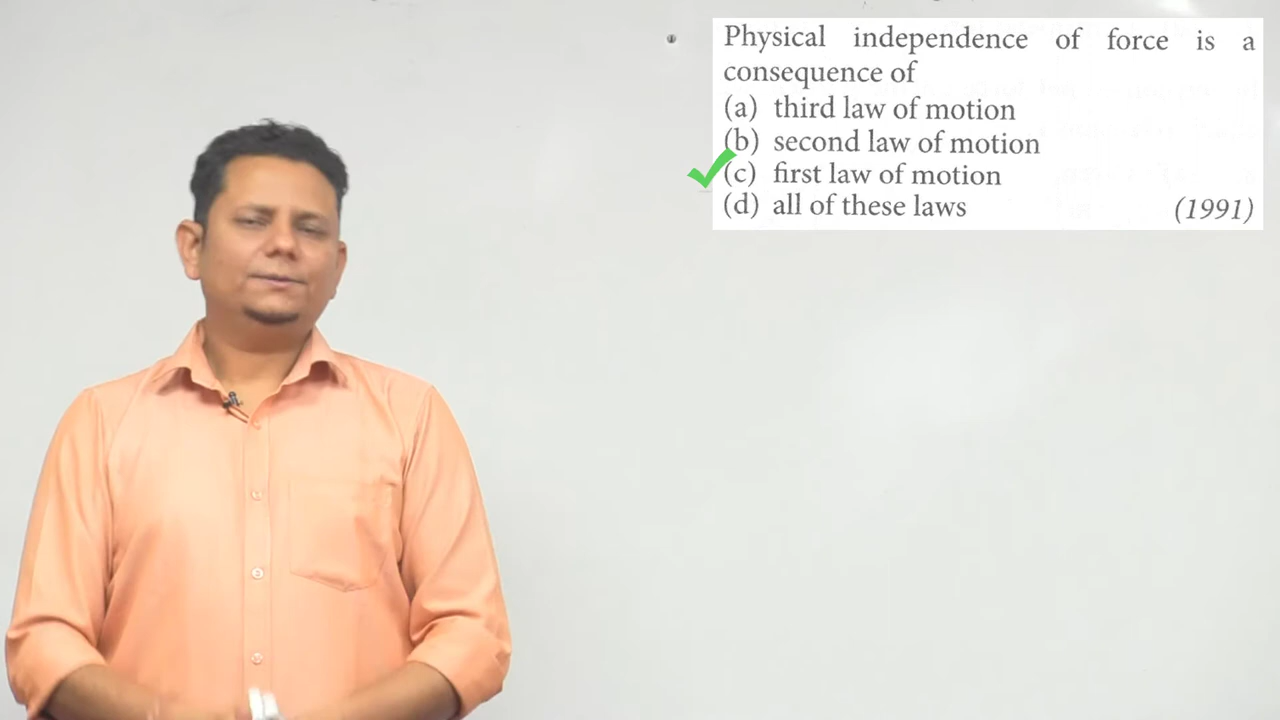 Physical independence of force is a
consequence of
(a) third law of motion
(b) second law of motion
(c) first law of motion
(d) all of these laws (1991)